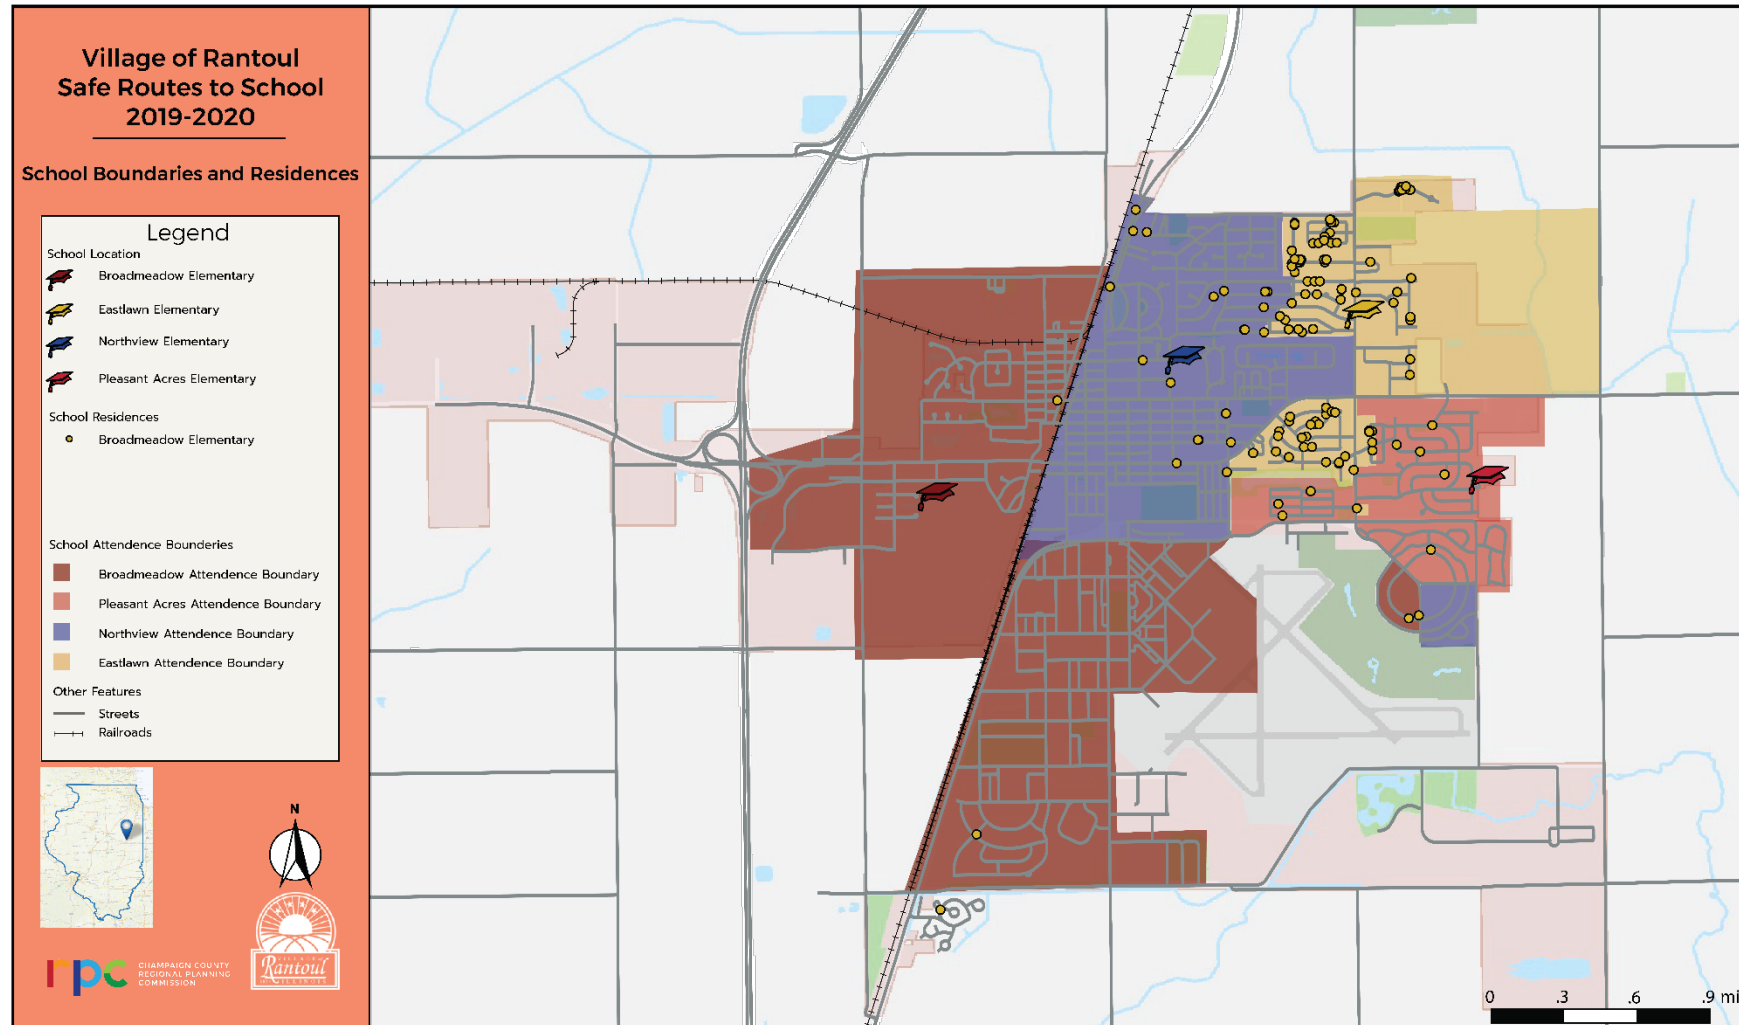 Village of Rantoul
Safe Routes to School
2019-2020
School Boundaries and Residences
Legend
School Location
Broadmeadow Elementary
Eastlawn Elementary
Northview Elementary
Pleasant Acres Elementary
School Residences
Broadmeadow Elementary
School Attendence Bounderies
Broadmeadow Attendence Boundary
Pleasant Acres Attendence Boundary
Northview Attendence Boundary
Eastlawn Attendence Boundary
Other Features
Streets
Railroads
N
rpc
CHAMPAIGN COUNTY
REGIONAL PLANNING
COMMISSION
VILLAGE OF
Rantoul
ILLINOIS
0 .3 .6 .9 mi